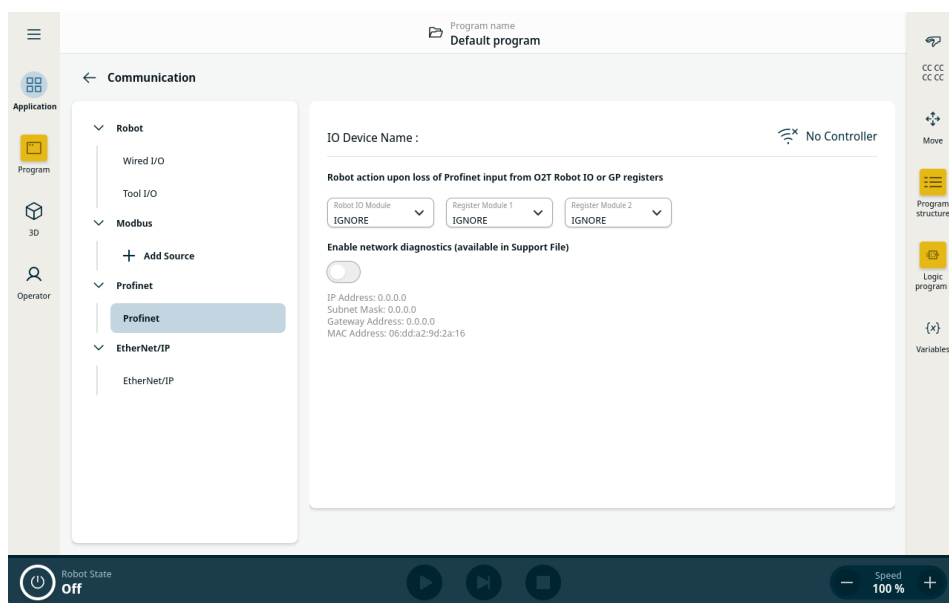 Program name
Default program
Communication
Application
Program
3D
Operator
Robot
Wired I/O
Tool I/O
Modbus
Add Source
Profinet
Profinet
EtherNet/IP
EtherNet/IP
IO Device Name :
No Controller
Robot action upon loss of Profinet input from O2T Robot IO or GP registers
Robot IO Module
IGNORE
Register Module 1
IGNORE
Register Module 2
IGNORE
Enable network diagnostics (available in Support File)
IP Address: 0.0.0.0
Subnet Mask: 0.0.0.0
Gateway Address: 0.0.0.0
MAC Address: 06:dd:a2:9d:2a:16
CC CC
CC CC
Move
Program
structure
Logic
program
{x}
Variables
Robot State
Off
Speed
100 %